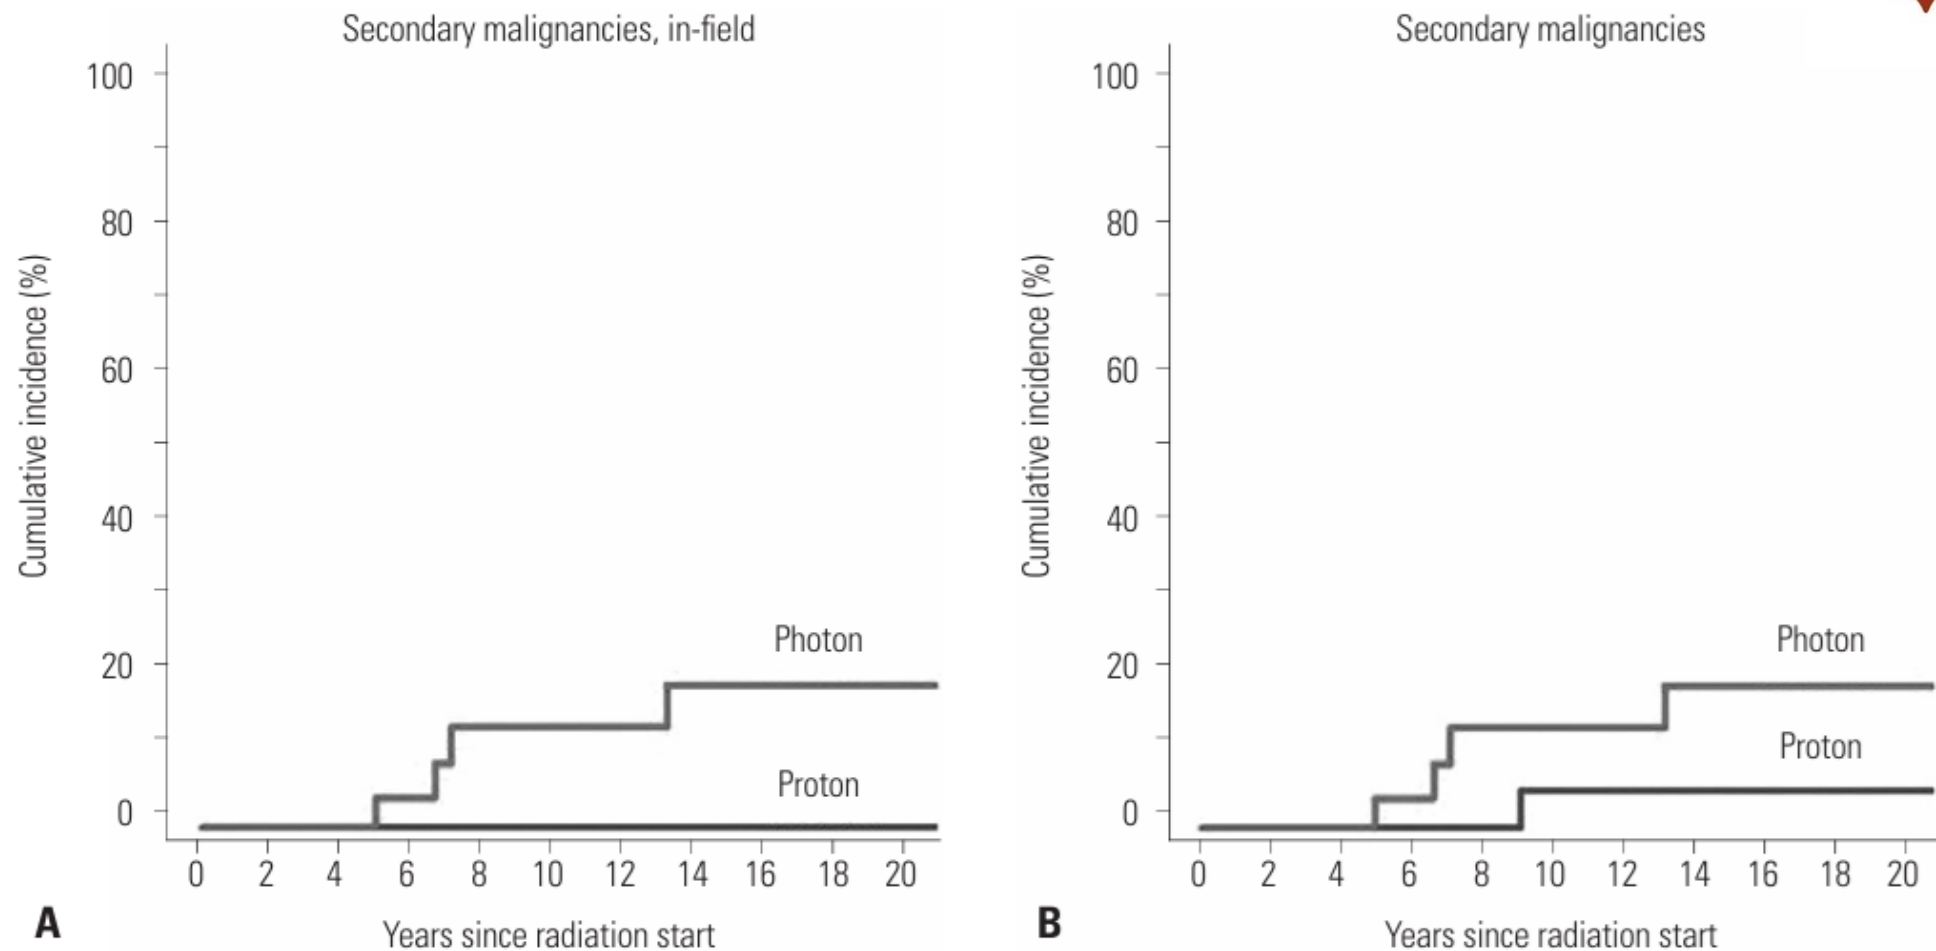 Secondary malignancies, in-field
Cumulative incidence (%)
100
80
60
40
20
0
Photon
Proton
0 2 4 6 8 10 12 14 16 18 20
Years since radiation start
A
Secondary malignancies
Cumulative incidence (%)
100
80
60
40
20
0
Photon
Proton
0 2 4 6 8 10 12 14 16 18 20
Years since radiation start
B